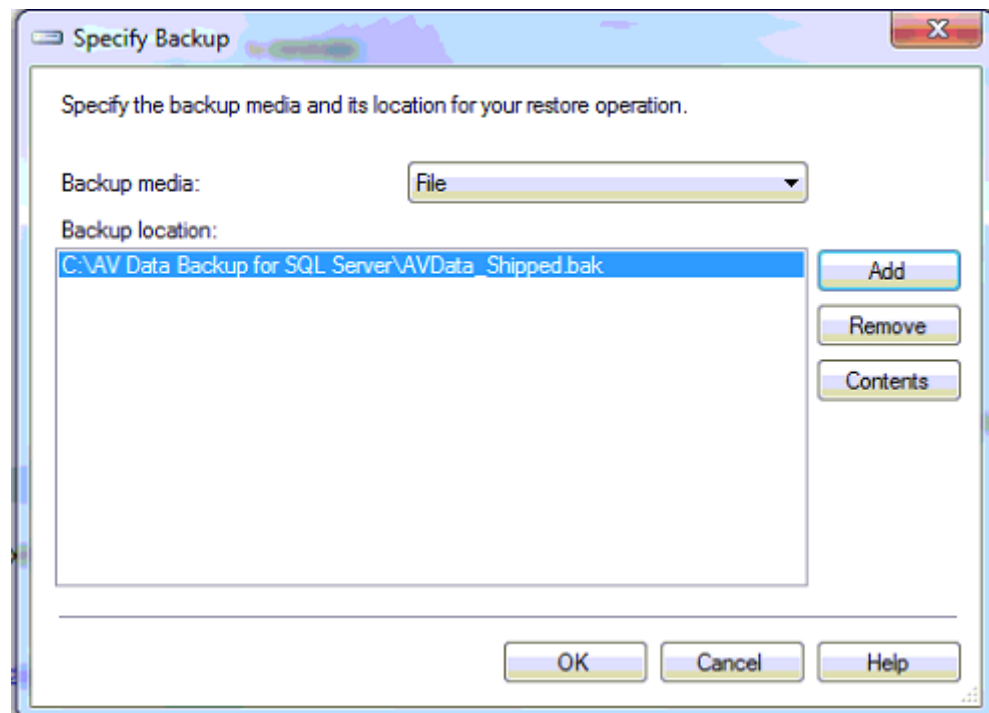 Specify Backup
Specify the backup media and its location for your restore operation.
Backup media:
File
Backup location:
C:\AV Data Backup for SQL Server\AVData_Shipped.bak
Add
Remove
Contents
OK
Cancel
Help